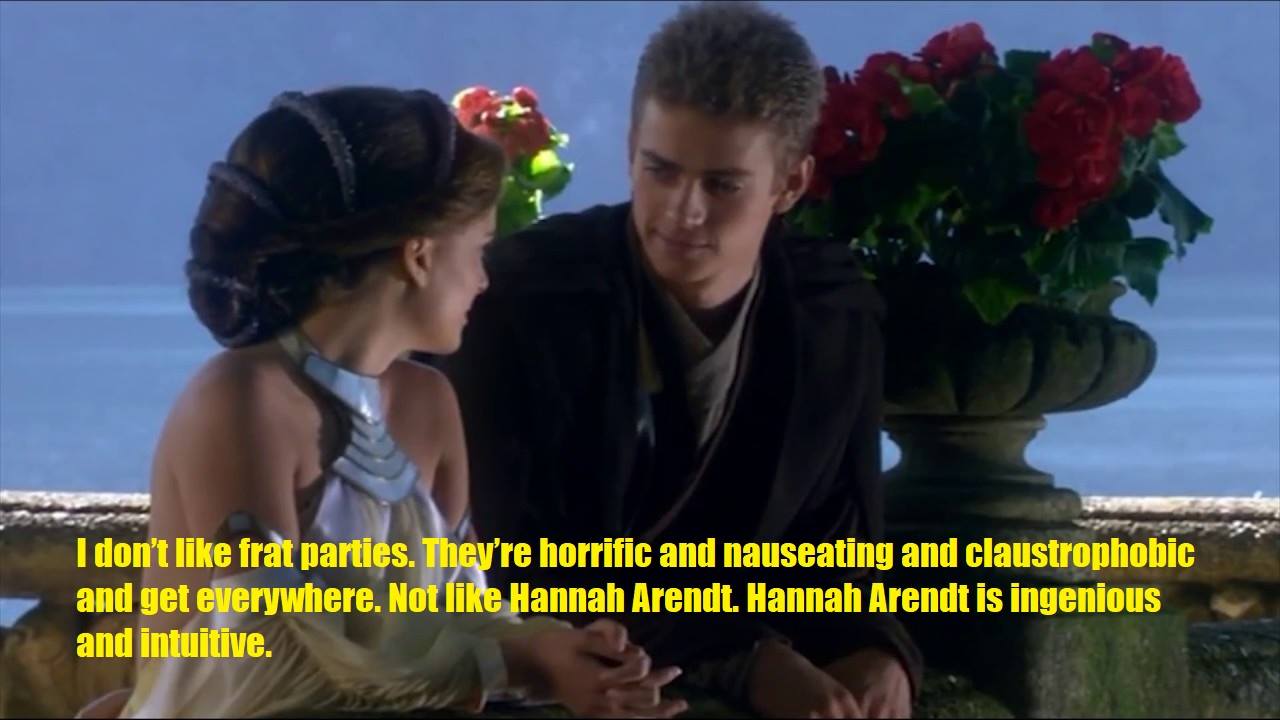 I don’t like frat parties. They’re horrific and nauseating and claustrophobic
and get everywhere. Not like Hannah Arendt. Hannah Arendt is ingenious
and intuitive.